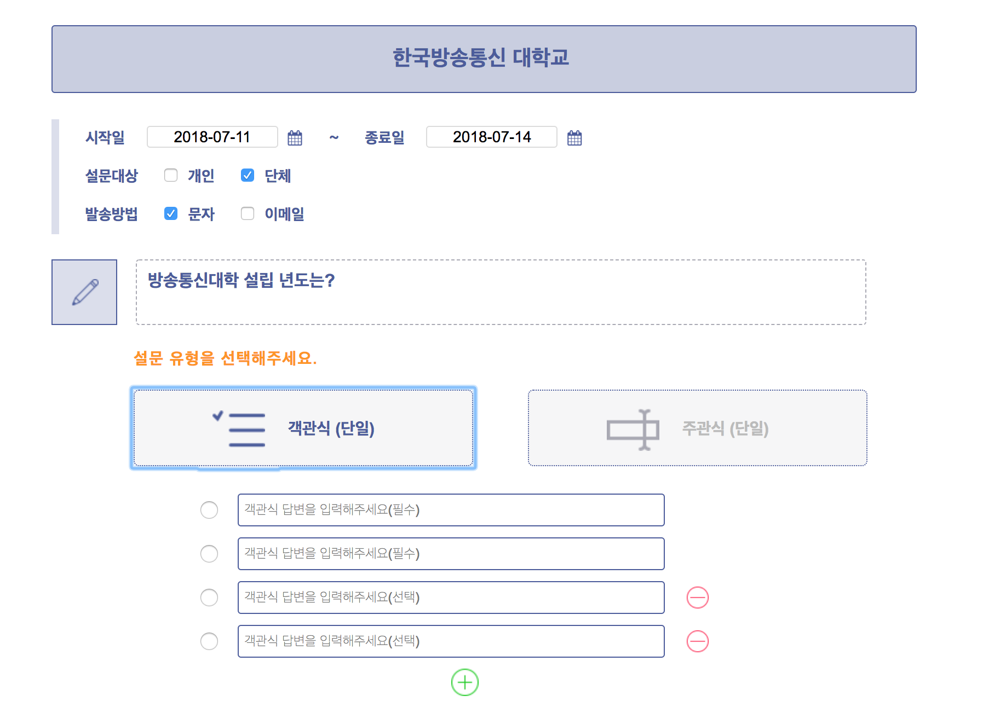 한국방송통신 대학교
시작일 2018-07-11 ~ 종료일 2018-07-14
설문대상 개인 단체
발송방법 문자 이메일
방송통신대학 설립 년도는?
설문 유형을 선택해주세요.
객관식 (단일) 주관식 (단일)
객관식 답변을 입력해주세요(필수)
객관식 답변을 입력해주세요(필수)
객관식 답변을 입력해주세요(선택)
객관식 답변을 입력해주세요(선택)